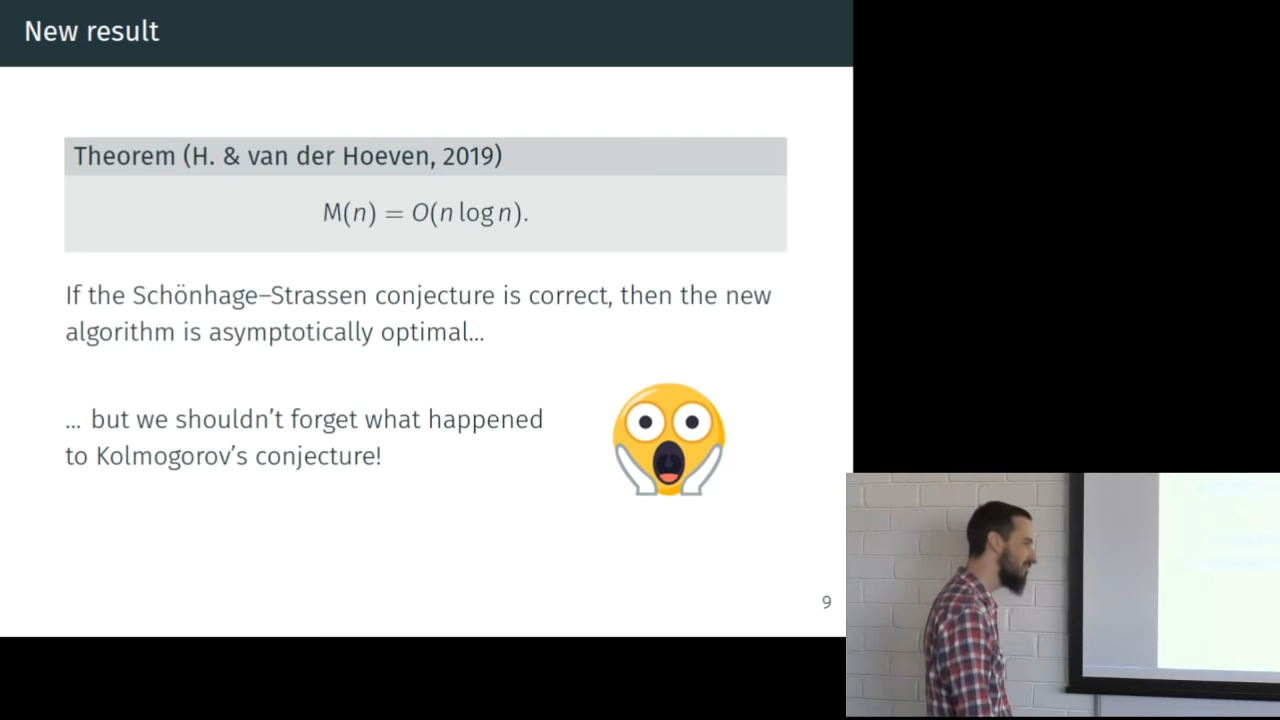 New result
Theorem (H. & van der Hoeven, 2019)
M(n) = O(n log n).
If the Schönhage–Strassen conjecture is correct, then the new
algorithm is asymptotically optimal...
... but we shouldn't forget what happened
to Kolmogorov's conjecture!
9